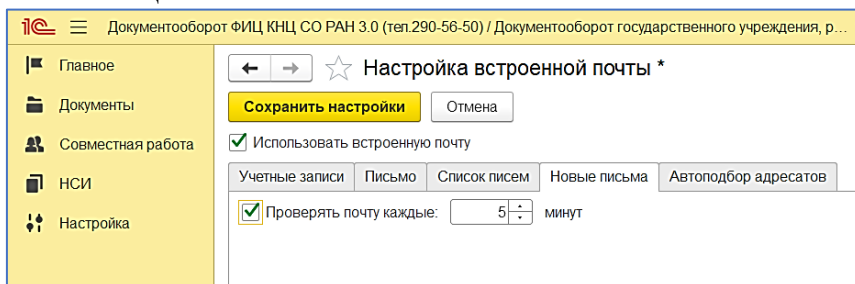 1С Документооборот ФИЦ КНЦ СО РАН 3.0 (тел.290-56-50) / Документооборот государственного учреждения, р...
Главное
Документы
Совместная работа
НСИ
Настройка
Настройка встроенной почты *
Сохранить настройки Отмена
Использовать встроенную почту
Учетные записи Письмо Список писем Новые письма Автоподбор адресатов
Проверять почту каждые: 5 минут